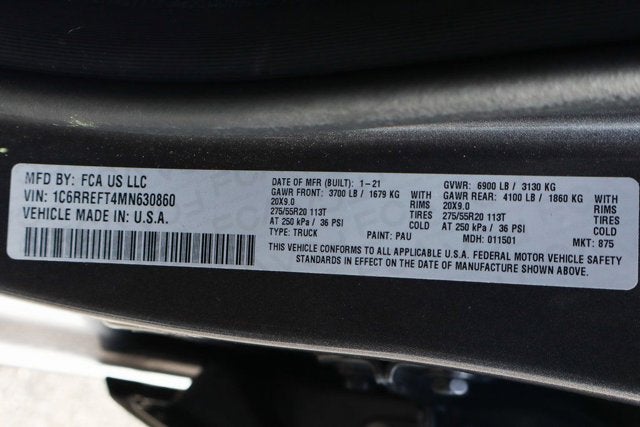 MFD BY: FCA US LLC
VIN: 1C6RREFT4MN630860
VEHICLE MADE IN: U.S.A.
DATE OF MFR (BUILT): 1-21 GVWR: 6900 LB / 3130 KG
GAWR FRONT: 3700 LB / 1679 KG WITH GAWR REAR: 4100 LB / 1860 KG WITH
20X9.0 RIMS 20X9.0 RIMS
275/55R20 113T TIRES 275/55R20 113T TIRES
AT 250 kPa / 36 PSI COLD AT 250 kPa / 36 PSI COLD
TYPE: TRUCK PAINT: PAU MDH: 011501 MKT: 875
THIS VEHICLE CONFORMS TO ALL APPLICABLE U.S.A. FEDERAL MOTOR VEHICLE SAFETY
STANDARDS IN EFFECT ON THE DATE OF MANUFACTURE SHOWN ABOVE.